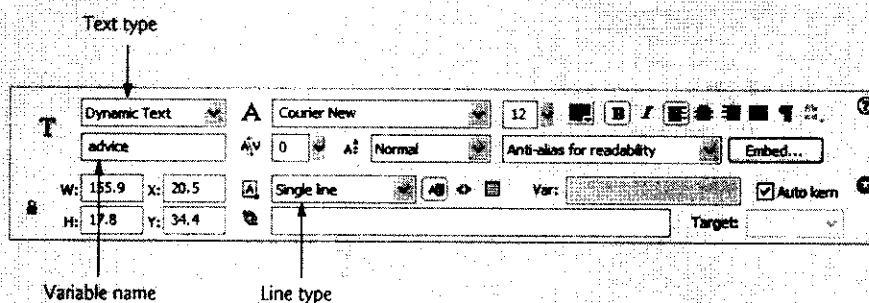 Text type
T Dynamic Text A Courier New 12 B I
advice A|V 0 A Normal Anti-alias for readability Embed...
W: 155.9 X: 20.5 A Single line AB <> Var: Auto kern
H: 17.8 Y: 34.4 Target:
Variable name Line type